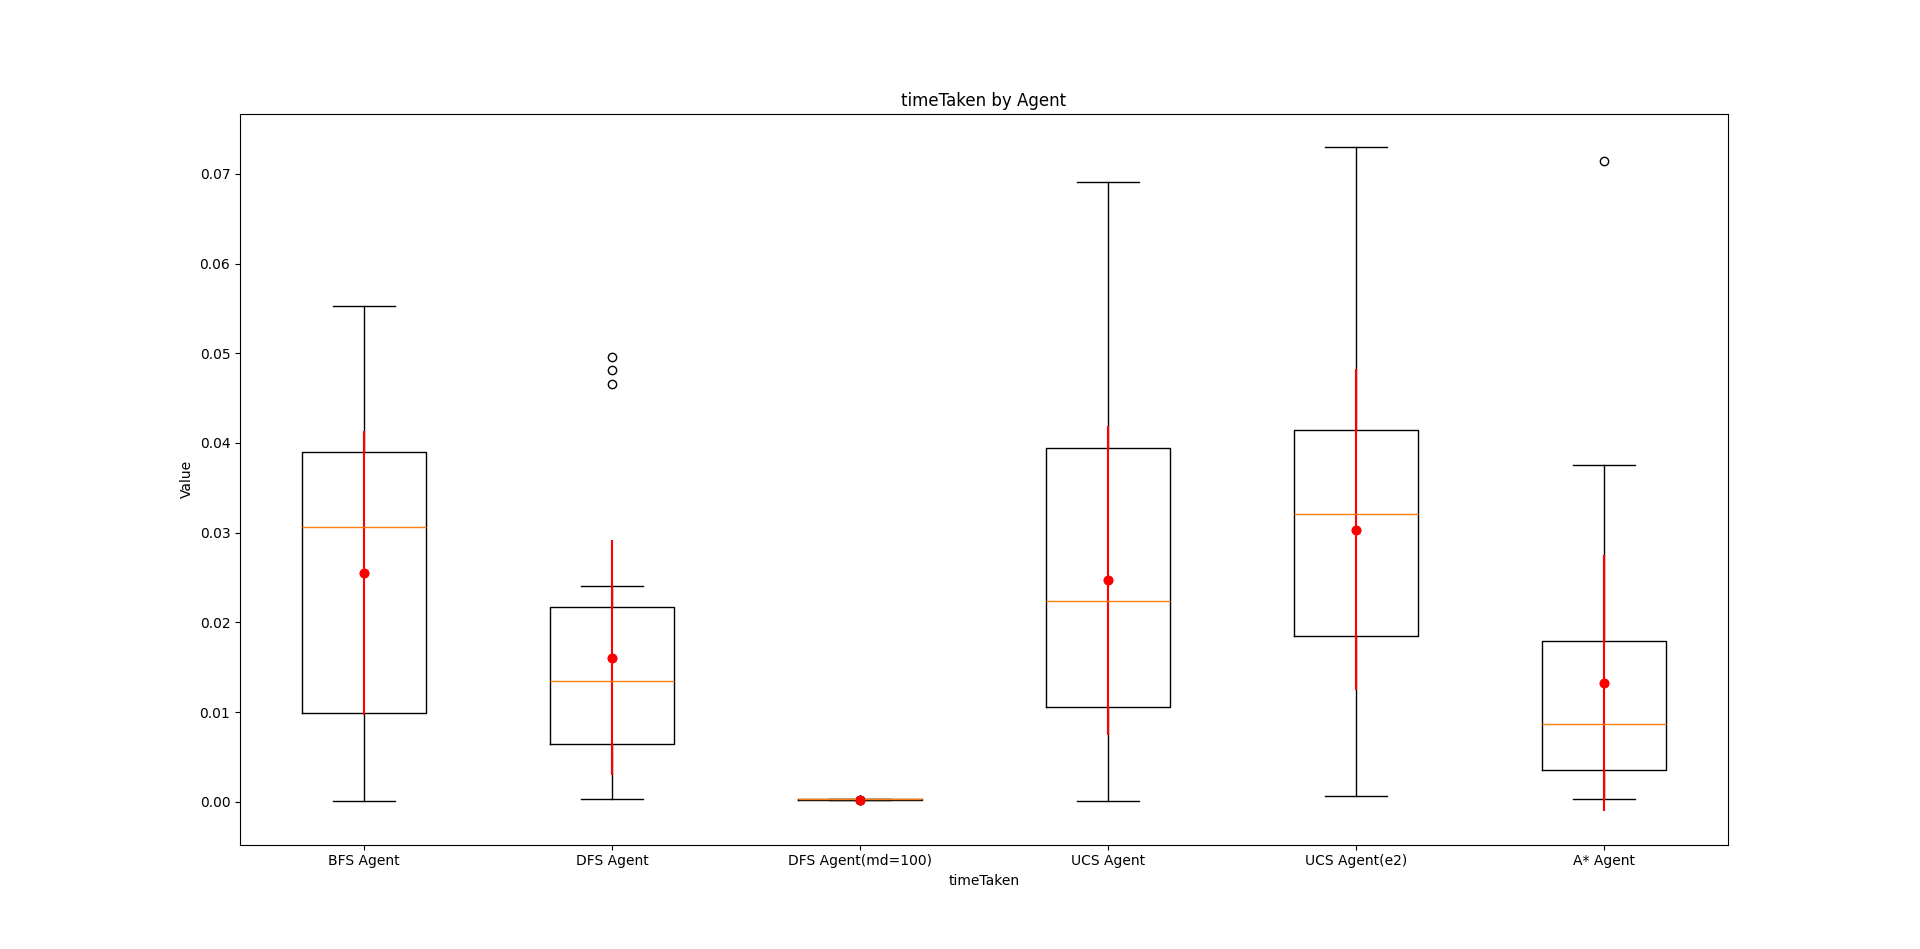 timeTaken by Agent
0.07
0.06
0.05
0.04
0.03
0.02
0.01
0.00
Value
BFS Agent
DFS Agent
DFS Agent(md=100)
UCS Agent
UCS Agent(e2)
A* Agent
timeTaken